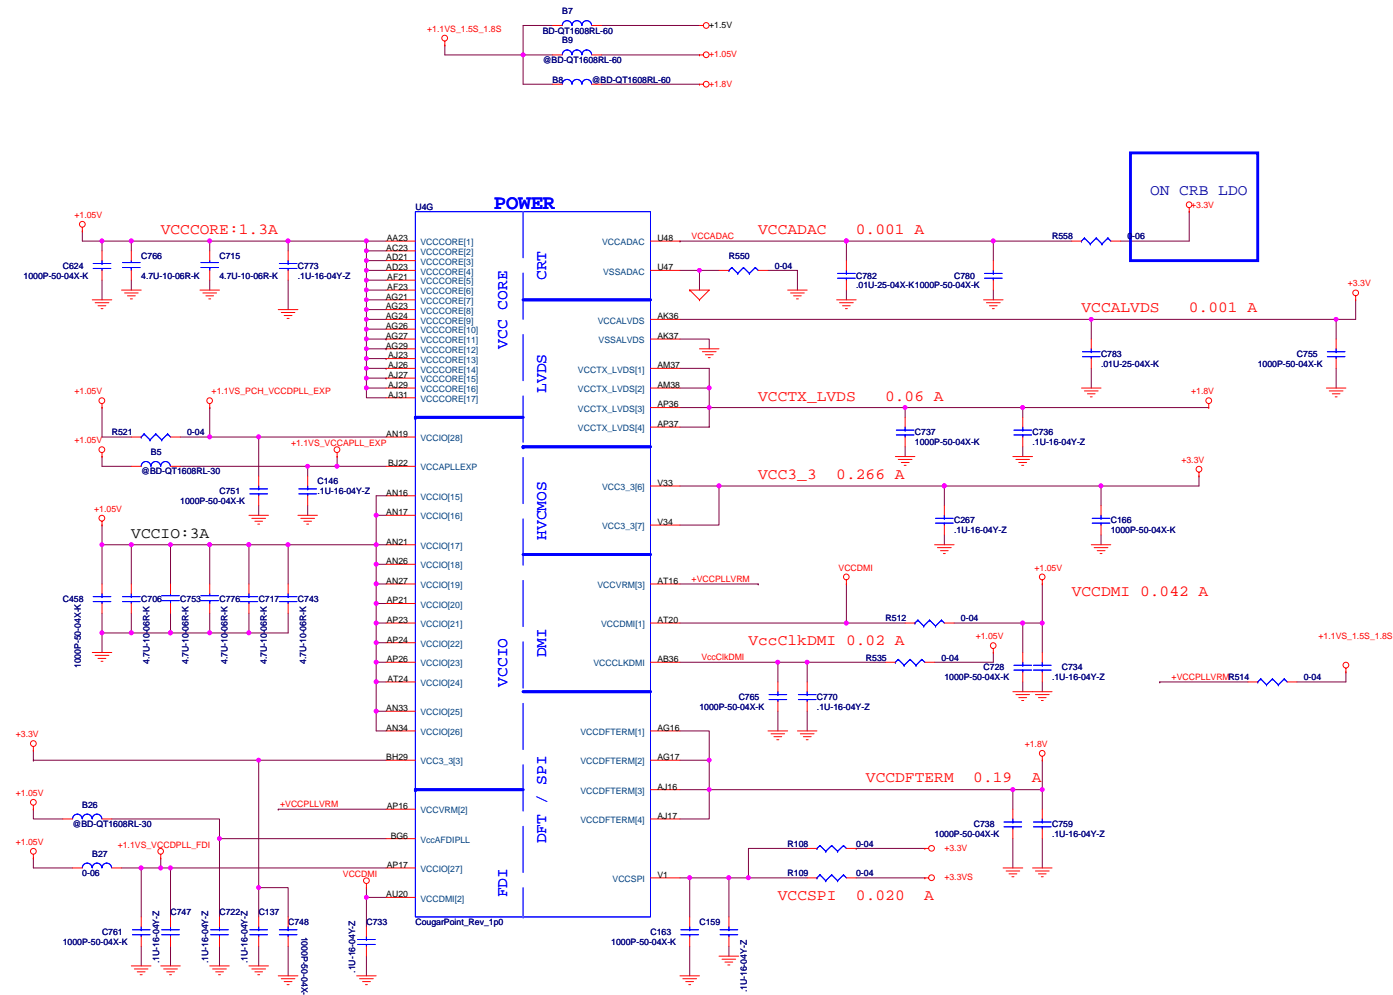 B7
+1.5V
+1.1VS_1.5S_1.8S
BD-QT1608RL-60
B9
+1.05V
@BD-QT1608RL-60
B8
@BD-QT1608RL-60
+1.8V
ON CRB LDO
+3.3V
U4G
POWER
+1.05V
VCCCORE:1.3A
C624
1000P-50-04X-K
C766
4.7U-10-06R-K
C715
4.7U-10-06R-K
C773
.1U-16-04Y-Z
AA23 VCCCORE[1]
AC23 VCCCORE[2]
AD21 VCCCORE[3]
AD23 VCCCORE[4]
AF21 VCCCORE[5]
AF23 VCCCORE[6]
AG21 VCCCORE[7]
AG23 VCCCORE[8]
AG24 VCCCORE[9]
AG26 VCCCORE[10]
AG27 VCCCORE[11]
AG29 VCCCORE[12]
AJ23 VCCCORE[13]
AJ26 VCCCORE[14]
AJ27 VCCCORE[15]
AJ29 VCCCORE[16]
AJ31 VCCCORE[17]
VCC CORE
CRT
LVDS
VCCADAC U48 VCCADAC
VCCADAC 0.001 A
R558 0-06
VSSADAC U47
R550
0-04
C782
.01U-25-04X-K
C780
1000P-50-04X-K
+3.3V
VCCALVDS 0.001 A
VCCALVDS AK36
VSSALVDS AK37
C783
.01U-25-04X-K
C755
1000P-50-04X-K
VCCTX_LVDS[1] AM37
VCCTX_LVDS[2] AM38
VCCTX_LVDS[3] AP36
VCCTX_LVDS[4] AP37
VCCTX_LVDS 0.06 A
+1.8V
C737
1000P-50-04X-K
C736
.1U-16-04Y-Z
+1.05V
+1.1VS_PCH_VCCDPLL_EXP
R521 0-04
AN19 VCCIO[28]
+1.05V
+1.1VS_VCCAPLL_EXP
B5
@BD-QT1608RL-30
BJ22 VCCAPLLEXP
C751
1000P-50-04X-K
C146
.1U-16-04Y-Z
HVCMOS
VCC3_3 0.266 A
+3.3V
VCC3_3[6] V33
VCC3_3[7] V34
C267
.1U-16-04Y-Z
C166
1000P-50-04X-K
+1.05V
VCCIO:3A
AN16 VCCIO[15]
AN17 VCCIO[16]
AN21 VCCIO[17]
AN26 VCCIO[18]
AN27 VCCIO[19]
AP21 VCCIO[20]
AP23 VCCIO[21]
AP24 VCCIO[22]
AP26 VCCIO[23]
AT24 VCCIO[24]
AN33 VCCIO[25]
AN34 VCCIO[26]
C458
1000P-50-04X-K
C706
4.7U-10-06R-K
C753
4.7U-10-06R-K
C776
4.7U-10-06R-K
C717
4.7U-10-06R-K
C743
4.7U-10-06R-K
VCCIO
DMI
VCCVRM[3] AT16 +VCCPLLVRM
VCCDMI
+1.05V
VCCDMI 0.042 A
VCCDMI[1] AT20
R512 0-04
VccClkDMI 0.02 A
+1.05V
VCCCLKDMI AB36 VccClkDMI
R535 0-04
C728
1000P-50-04X-K
C734
.1U-16-04Y-Z
C765
1000P-50-04X-K
C770
.1U-16-04Y-Z
+1.1VS_1.5S_1.8S
+VCCPLLVRM
R514 0-04
+3.3V
BH29 VCC3_3[3]
DFT / SPI
VCCDFTERM[1] AG16
VCCDFTERM[2] AG17
VCCDFTERM[3] AJ16
VCCDFTERM[4] AJ17
+1.8V
VCCDFTERM 0.19 A
C738
1000P-50-04X-K
C759
.1U-16-04Y-Z
+1.05V
B26
@BD-QT1608RL-30
+VCCPLLVRM
AP16 VCCVRM[2]
BG6 VccAFDIPLL
+1.05V
+1.1VS_VCCDPLL_FDI
B27
0-06
AP17 VCCIO[27]
VCCDMI
AU20 VCCDMI[2]
FDI
C761
1000P-50-04X-K
C747
.1U-16-04Y-Z
C722
.1U-16-04Y-Z
C137
.1U-16-04Y-Z
C748
1000P-50-04X-
C733
.1U-16-04Y-Z
CougarPoint_Rev_1p0
VCCSPI V1
R108 0-04
+3.3V
R109 0-04
+3.3VS
VCCSPI 0.020 A
C163
1000P-50-04X-K
C159
.1U-16-04Y-Z